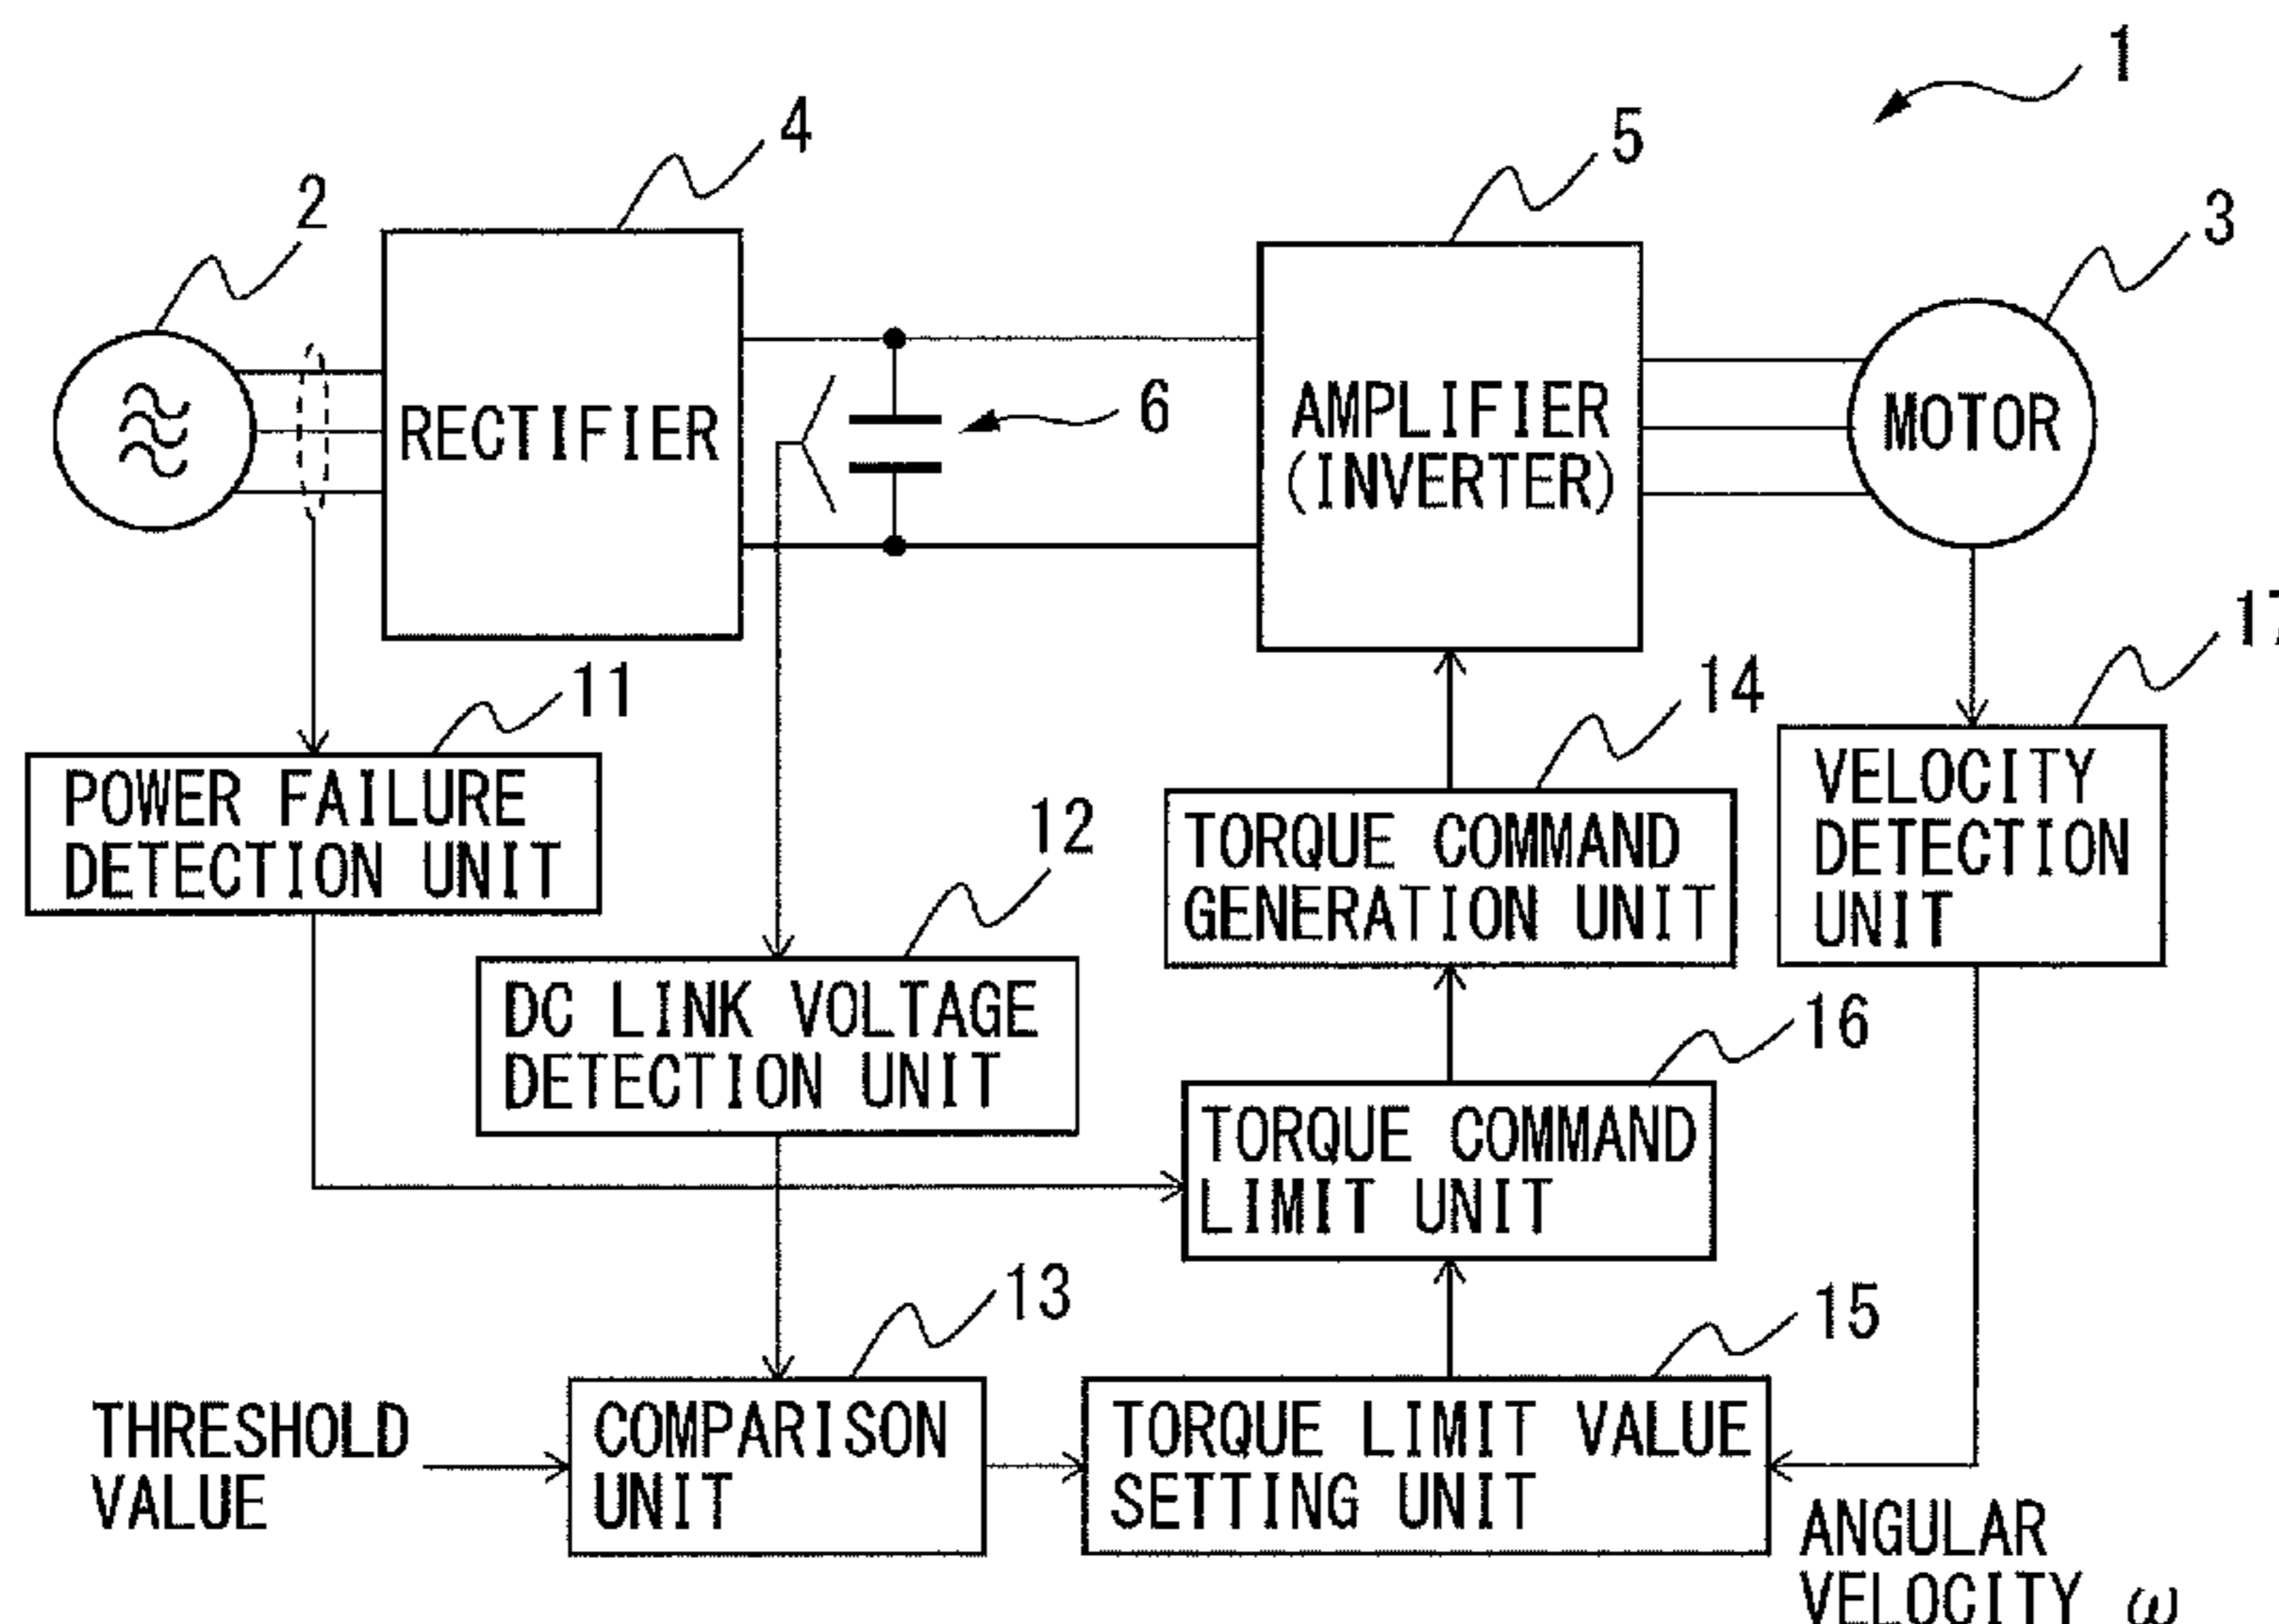 1
4
5
2
3
RECTIFIER
6
AMPLIFIER
(INVERTER)
MOTOR
17
11
14
POWER FAILURE
DETECTION UNIT
12
TORQUE COMMAND
GENERATION UNIT
VELOCITY
DETECTION
UNIT
DC LINK VOLTAGE
DETECTION UNIT
16
TORQUE COMMAND
LIMIT UNIT
13
15
THRESHOLD
VALUE
COMPARISON
UNIT
TORQUE LIMIT VALUE
SETTING UNIT
ANGULAR
VELOCITY ω